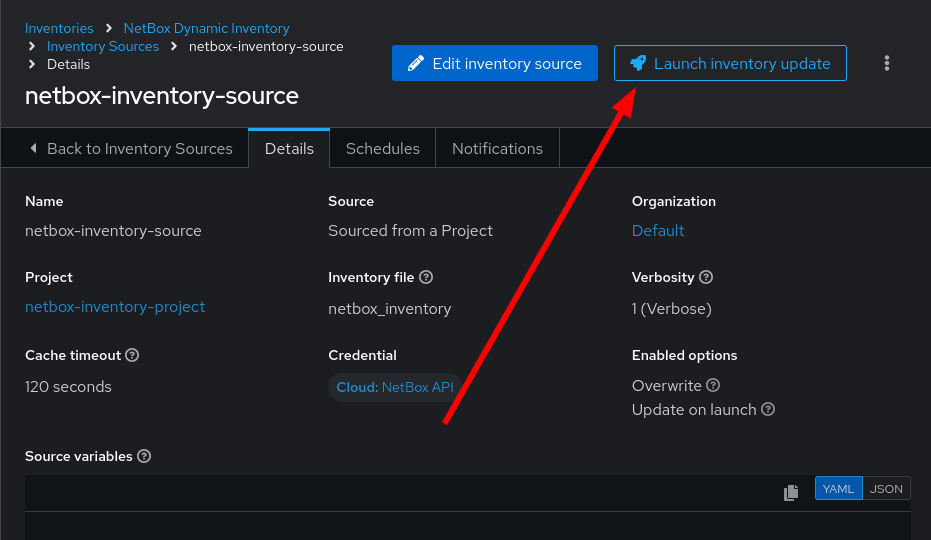 Inventories > NetBox Dynamic Inventory
> Inventory Sources > netbox-inventory-source
> Details
Edit inventory source
Launch inventory update
netbox-inventory-source
Back to Inventory Sources
Details
Schedules
Notifications
Name
netbox-inventory-source
Source
Sourced from a Project
Organization
Default
Project
netbox-inventory-project
Inventory file
netbox_inventory
Verbosity
1 (Verbose)
Cache timeout
120 seconds
Credential
Cloud: NetBox API
Enabled options
Overwrite
Update on launch
Source variables
YAML
JSON